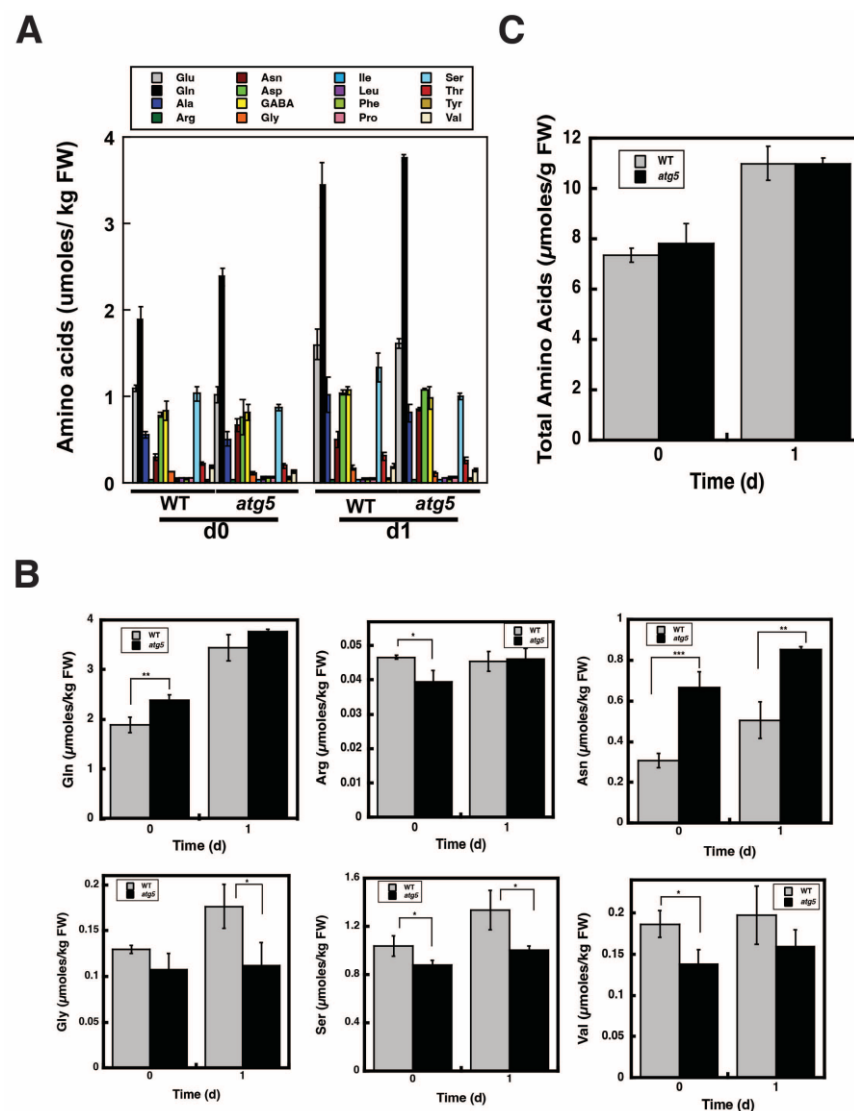 A
Glu Asn Ile Ser
Gln Asp Leu Thr
Ala GABA Phe Tyr
Arg Gly Pro Val
Amino acids (umoles/ kg FW)
4
3
2
1
0
WT atg5 WT atg5
d0 d1
C
Total Amino Acids (µmoles/g FW)
12
10
8
6
4
2
0
WT
atg5
0 1
Time (d)
B
Gln (µmoles/kg FW)
4
3
2
1
0
WT
atg5
**
0 1
Time (d)
Arg (µmoles/kg FW)
0.05
0.04
0.03
0.02
0.01
0
WT
atg5
*
0 1
Time (d)
Asn (µmoles/kg FW)
1
0.8
0.6
0.4
0.2
0
WT
atg5
***
**
0 1
Time (d)
Gly (µmoles/kg FW)
0.2
0.15
0.1
0.05
0
WT
atg5
*
0 1
Time (d)
Ser (µmoles/kg FW)
1.6
1.2
0.8
0.4
0
WT
atg5
*
*
0 1
Time (d)
Val (µmoles/kg FW)
0.2
0.15
0.1
0.05
0
WT
atg5
*
0 1
Time (d)